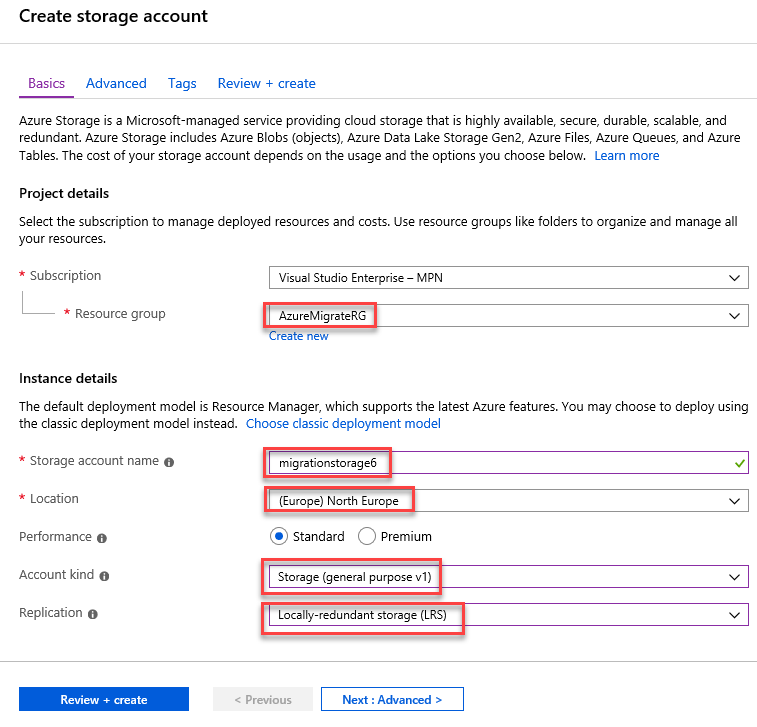 Create storage account
Basics Advanced Tags Review + create
Azure Storage is a Microsoft-managed service providing cloud storage that is highly available, secure, durable, scalable, and
redundant. Azure Storage includes Azure Blobs (objects), Azure Data Lake Storage Gen2, Azure Files, Azure Queues, and Azure
Tables. The cost of your storage account depends on the usage and the options you choose below. Learn more
Project details
Select the subscription to manage deployed resources and costs. Use resource groups like folders to organize and manage all
your resources.
* Subscription Visual Studio Enterprise – MPN
* Resource group AzureMigrateRG
Create new
Instance details
The default deployment model is Resource Manager, which supports the latest Azure features. You may choose to deploy using
the classic deployment model instead. Choose classic deployment model
* Storage account name migrationstorage6
* Location (Europe) North Europe
Performance Standard Premium
Account kind Storage (general purpose v1)
Replication Locally-redundant storage (LRS)
Review + create < Previous Next : Advanced >